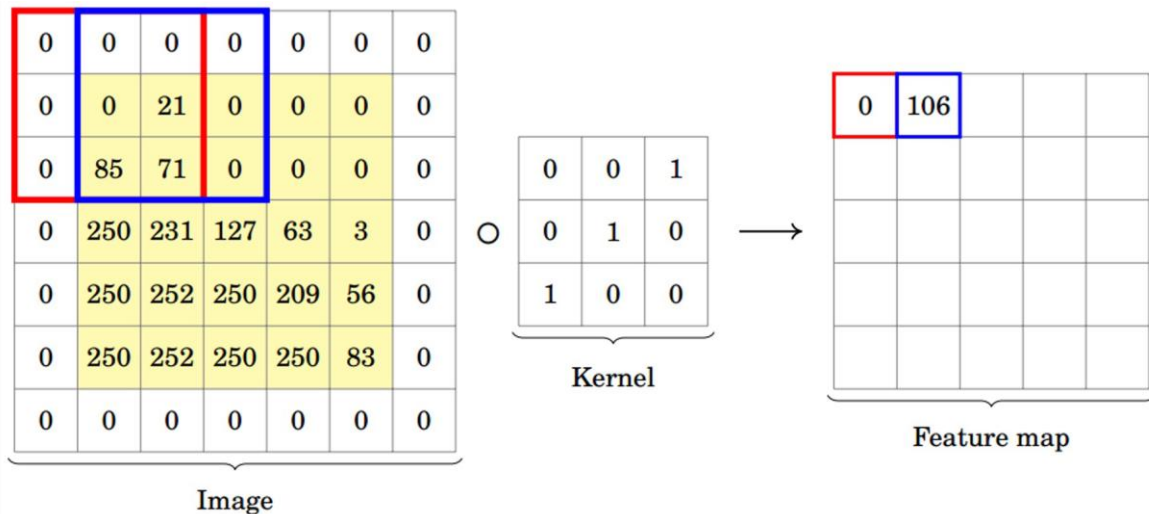 0 0 0 0 0 0 0
0 0 21 0 0 0 0
0 85 71 0 0 0 0
0 250 231 127 63 3 0
0 250 252 250 209 56 0
0 250 252 250 250 83 0
0 0 0 0 0 0 0
Image
0 0 1
0 1 0
1 0 0
Kernel
0 106
Feature map